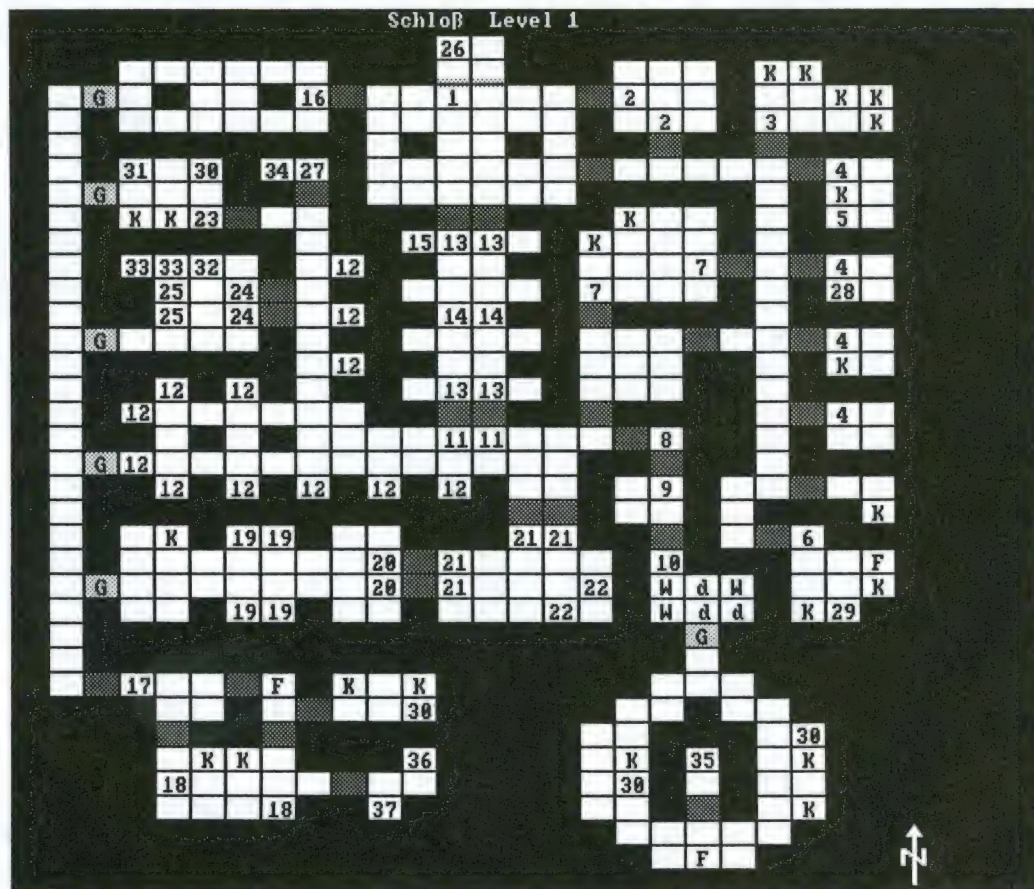 Schloß Level 1
26
K K
G 16 1 2 K K
2 3 K
31 30 34 27 4
G K
K K 23 K 5
15 13 13 K
33 33 32 12 7 4
25 24 7 28
25 24 12 14 14
G 4
12 K
12 12 13 13
12 4
11 11 8
G 12
12 12 12 12 12 9
K
K 19 19 21 21 6
20 21 10 F
G 20 21 22 W d W K
19 19 22 W d d K 29
G
17 F K K
30
30
K K 36 K 35 K
18 30
18 37 K
F
N